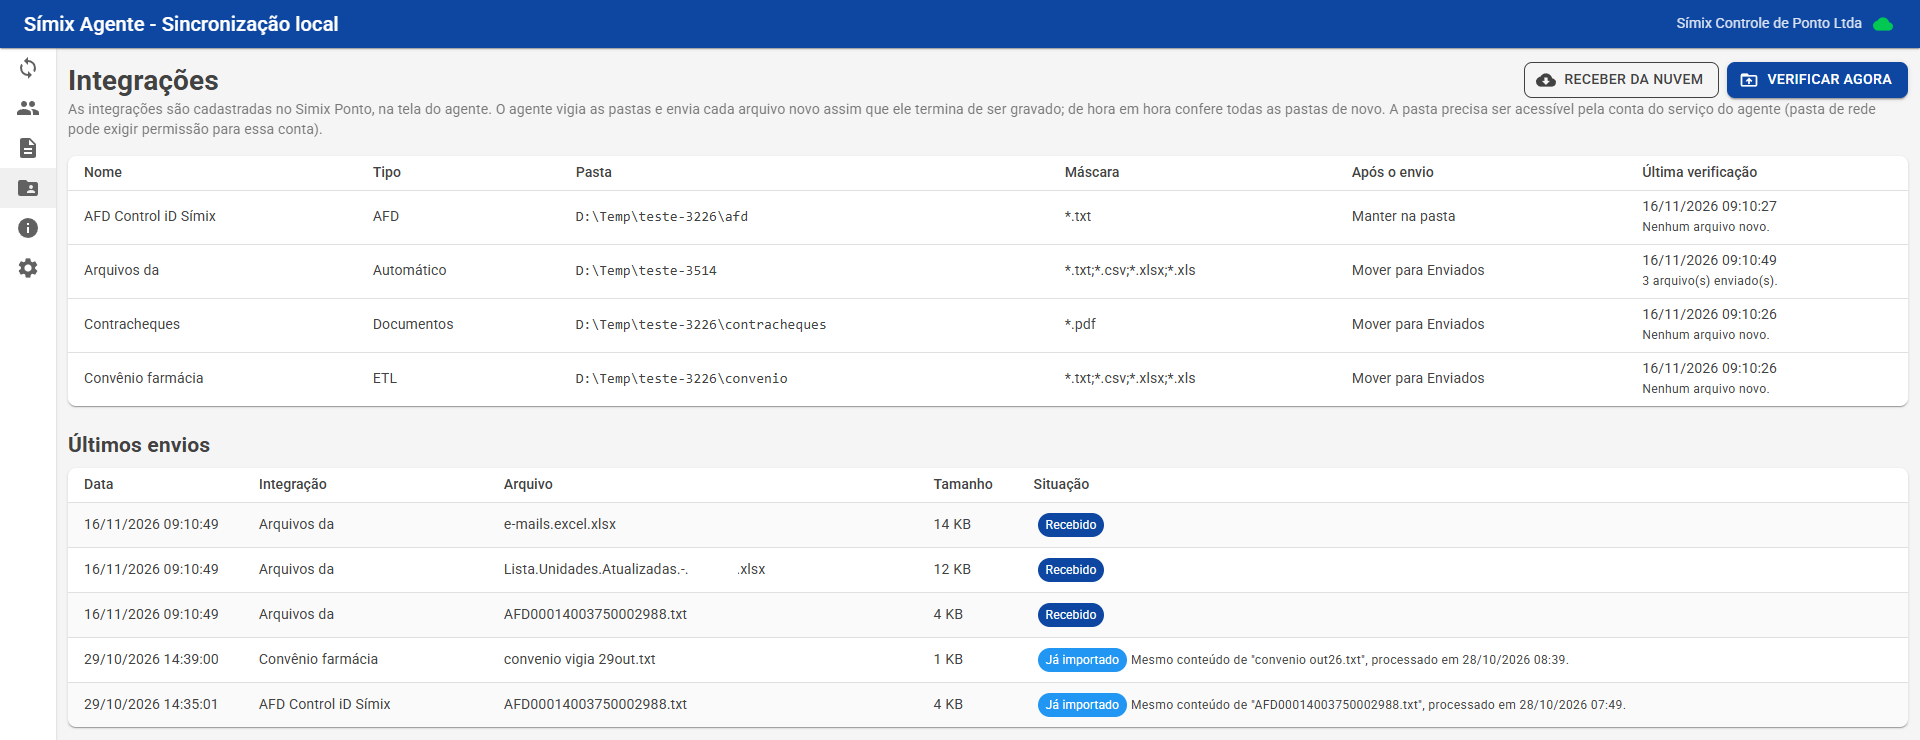 Símix Agente - Sincronização local
Símix Controle de Ponto Ltda
Integrações
RECEBER DA NUVEM
VERIFICAR AGORA
As integrações são cadastradas no Simix Ponto, na tela do agente. O agente vigia as pastas e envia cada arquivo novo assim que ele termina de ser gravado; de hora em hora confere todas as pastas de novo. A pasta precisa ser acessível pela conta do serviço do agente (pasta de rede
pode exigir permissão para essa conta).
Nome Tipo Pasta Máscara Após o envio Última verificação
AFD Control iD Símix AFD D:\Temp\teste-3226\afd *.txt Manter na pasta 16/11/2026 09:10:27
Nenhum arquivo novo.
Arquivos da Automático D:\Temp\teste-3514 *.txt;*.csv;*.xlsx;*.xls Mover para Enviados 16/11/2026 09:10:49
3 arquivo(s) enviado(s).
Contracheques Documentos D:\Temp\teste-3226\contracheques *.pdf Mover para Enviados 16/11/2026 09:10:26
Nenhum arquivo novo.
Convênio farmácia ETL D:\Temp\teste-3226\convenio *.txt;*.csv;*.xlsx;*.xls Mover para Enviados 16/11/2026 09:10:26
Nenhum arquivo novo.
Últimos envios
Data Integração Arquivo Tamanho Situação
16/11/2026 09:10:49 Arquivos da e-mails.excel.xlsx 14 KB Recebido
16/11/2026 09:10:49 Arquivos da Lista.Unidades.Atualizadas.-. .xlsx 12 KB Recebido
16/11/2026 09:10:49 Arquivos da AFD00014003750002988.txt 4 KB Recebido
29/10/2026 14:39:00 Convênio farmácia convenio vigia 29out.txt 1 KB Já importado Mesmo conteúdo de "convenio out26.txt", processado em 28/10/2026 08:39.
29/10/2026 14:35:01 AFD Control iD Símix AFD00014003750002988.txt 4 KB Já importado Mesmo conteúdo de "AFD00014003750002988.txt", processado em 28/10/2026 07:49.